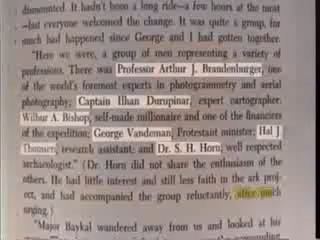 dismounted. It hadn't been a long ride—a few hours at the most
—but everyone welcomed the change. It was quite a group, for
much had happened since George and I had gotten together.
"Here we were, a group of men representing a variety of
professions. There was Professor Arthur J. Brandenburger, one
of the world's foremost experts in photogrammetry and aerial
photography; Captain Ilhan Durupinar, expert cartographer;
Wilbur A. Bishop, self-made millionaire and one of the financiers
of the expedition; George Vandeman, Protestant minister; Hal J.
Thomsen, research assistant; and Dr. S. H. Horn, well respected
archaeologist." (Dr. Horn did not share the enthusiasm of the
others. He had little interest and still less faith in the ark proj-
ect, and had accompanied the group reluctantly, after much
urging.)
"Major Baykal wandered away from us and looked at his